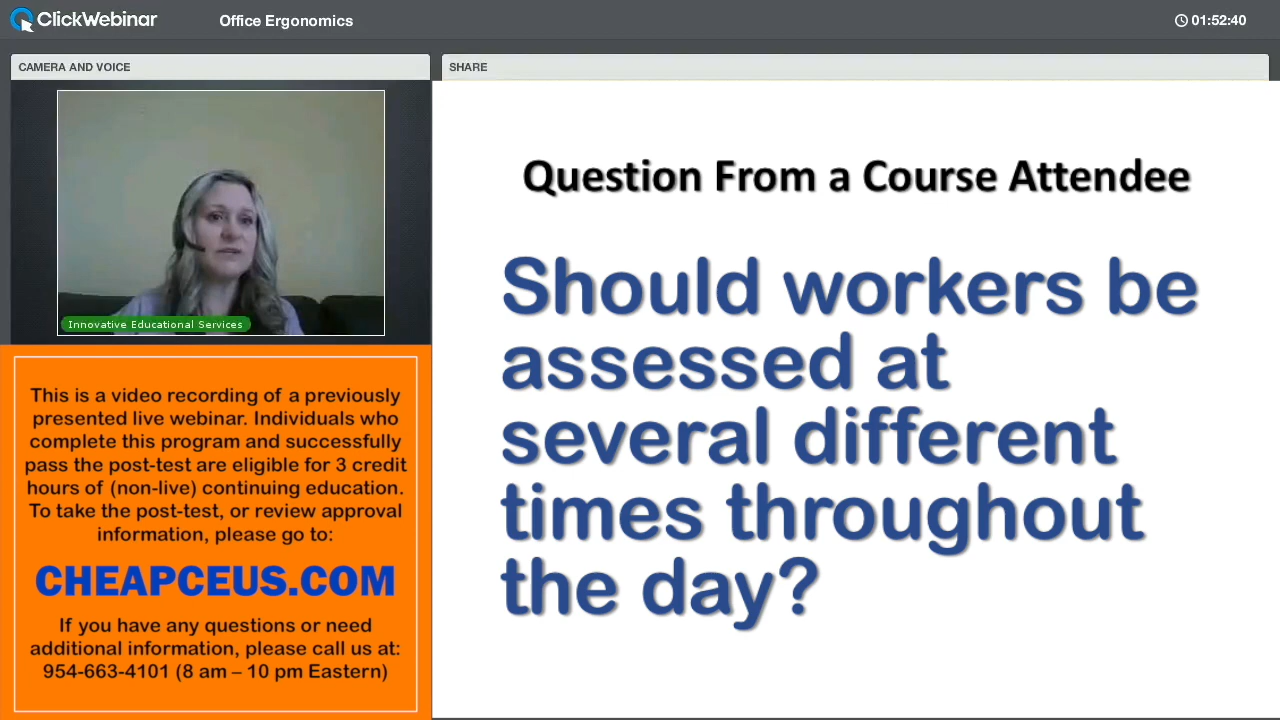 ClickWebinar
Office Ergonomics
01:52:40
CAMERA AND VOICE
SHARE
Innovative Educational Services
This is a video recording of a previously
presented live webinar. Individuals who
complete this program and successfully
pass the post-test are eligible for 3 credit
hours of (non-live) continuing education.
To take the post-test, or review approval
information, please go to:
CHEAPCEUS.COM
If you have any questions or need
additional information, please call us at:
954-663-4101 (8 am – 10 pm Eastern)
Question From a Course Attendee
Should workers be
assessed at
several different
times throughout
the day?